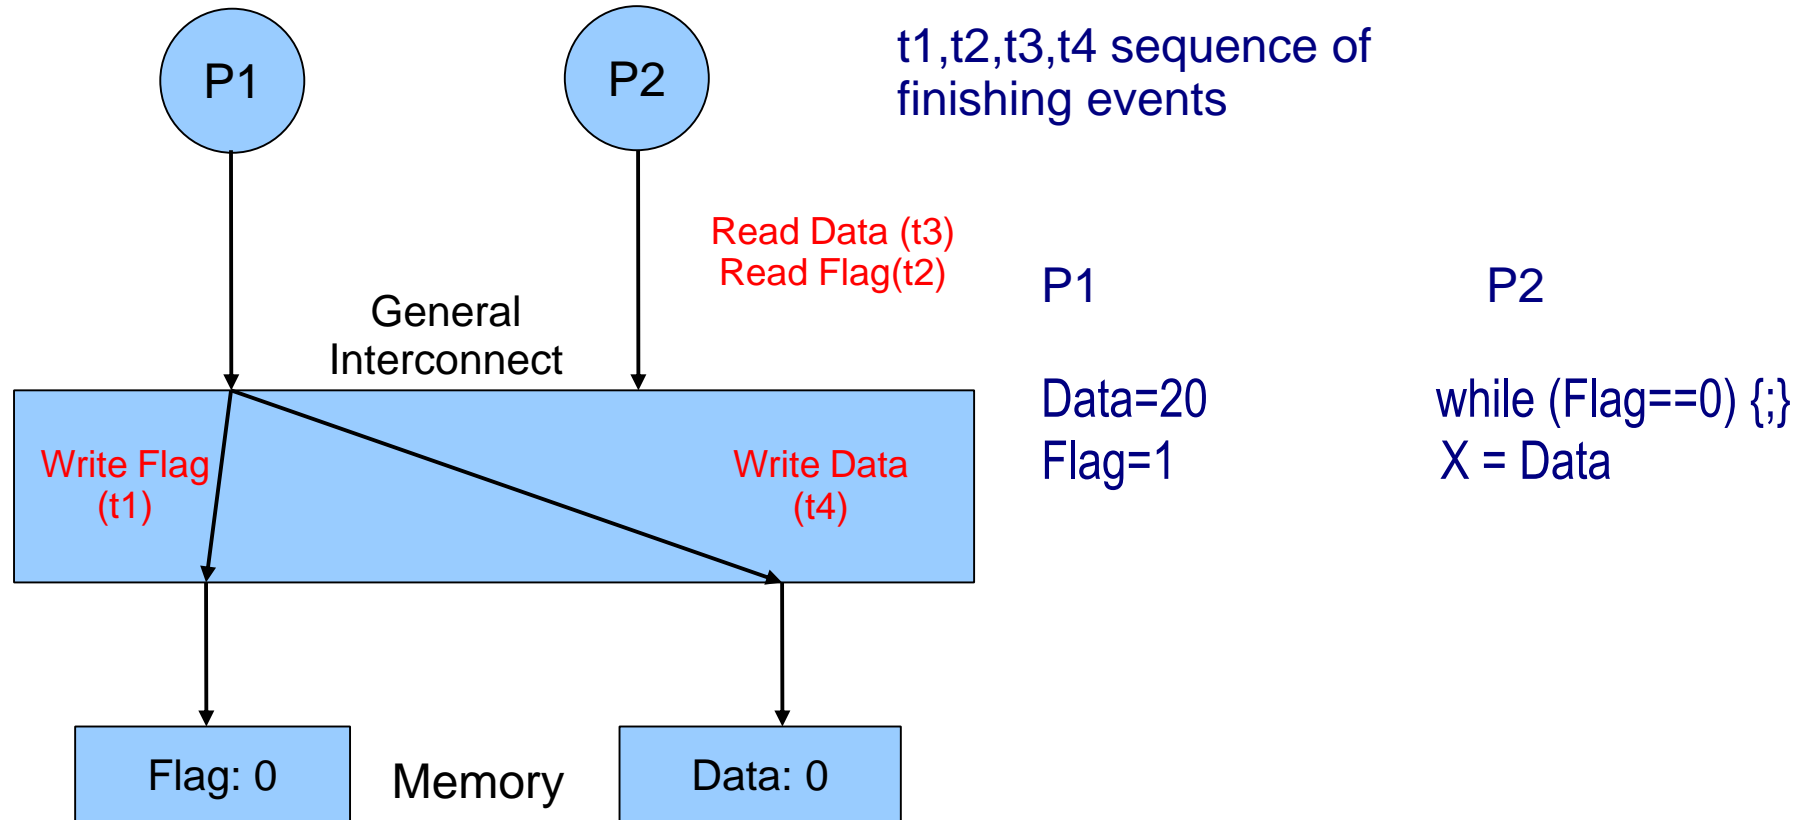 P1
P2
t1,t2,t3,t4 sequence of
finishing events
Read Data (t3)
Read Flag(t2)
General
Interconnect
P1
P2
Data=20
while (Flag==0) {;}
Flag=1
X = Data
Write Flag
(t1)
Write Data
(t4)
Flag: 0
Memory
Data: 0